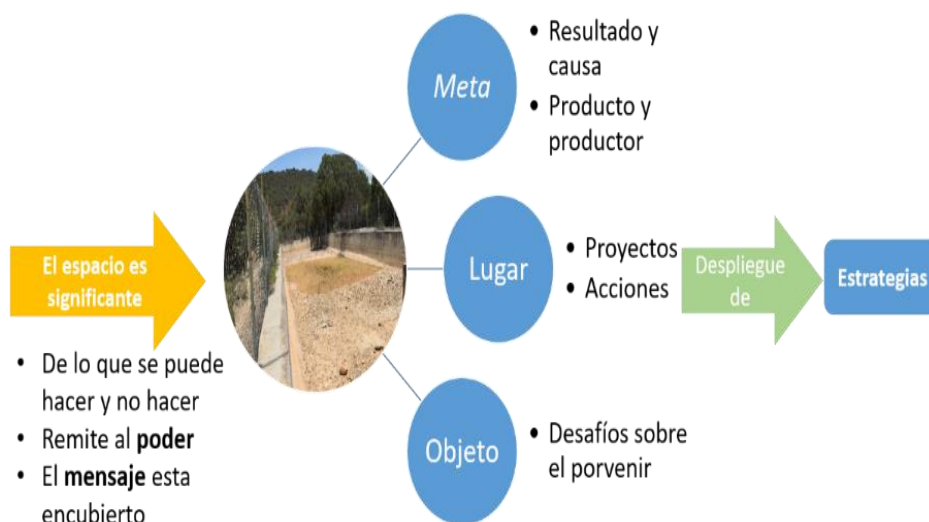 El espacio es
significante
• De lo que se puede
hacer y no hacer
• Remite al poder
• El mensaje esta
encubierto
Meta
• Resultado y
causa
• Producto y
productor
Lugar
• Proyectos
• Acciones
Objeto
• Desafíos sobre
el porvenir
Despliegue
de
Estrategias